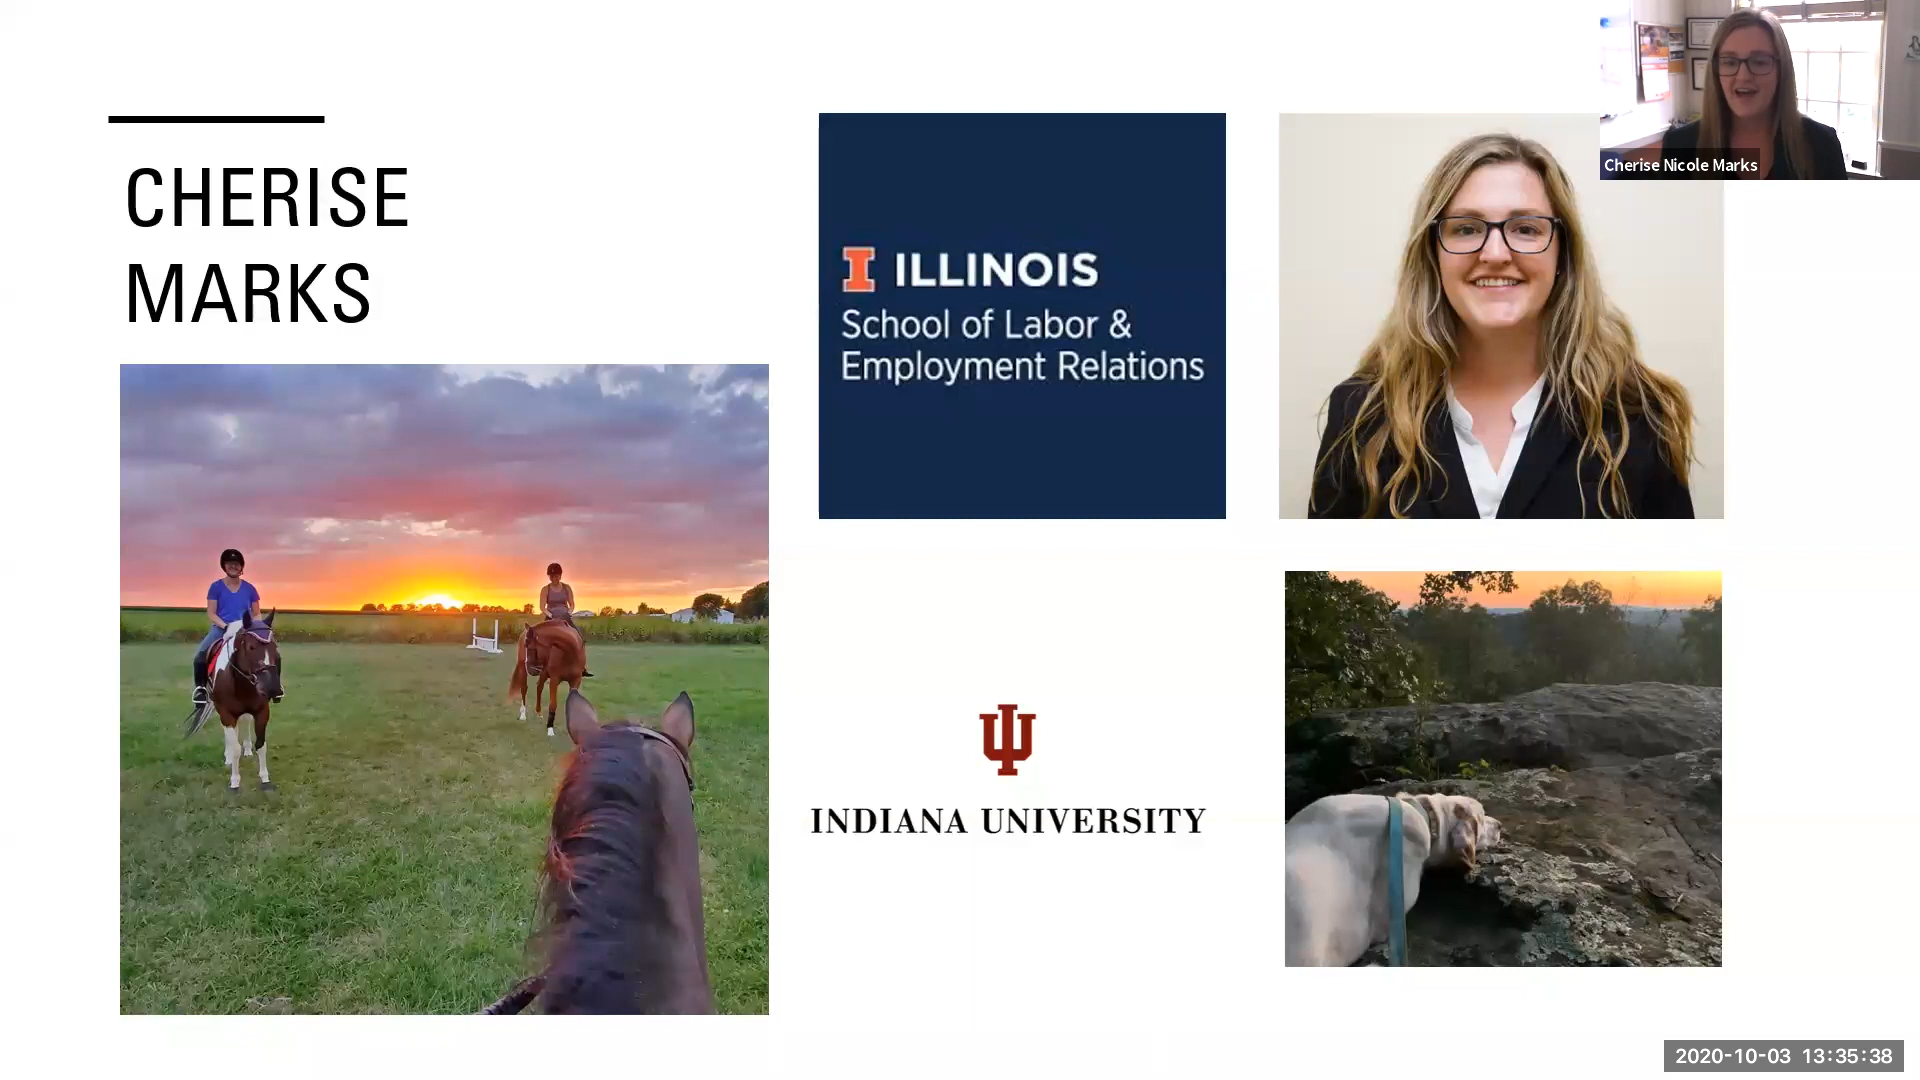 CHERISE
MARKS
I ILLINOIS
School of Labor &
Employment Relations
Cherise Nicole Marks
INDIANA UNIVERSITY
2020-10-03 13:35:38